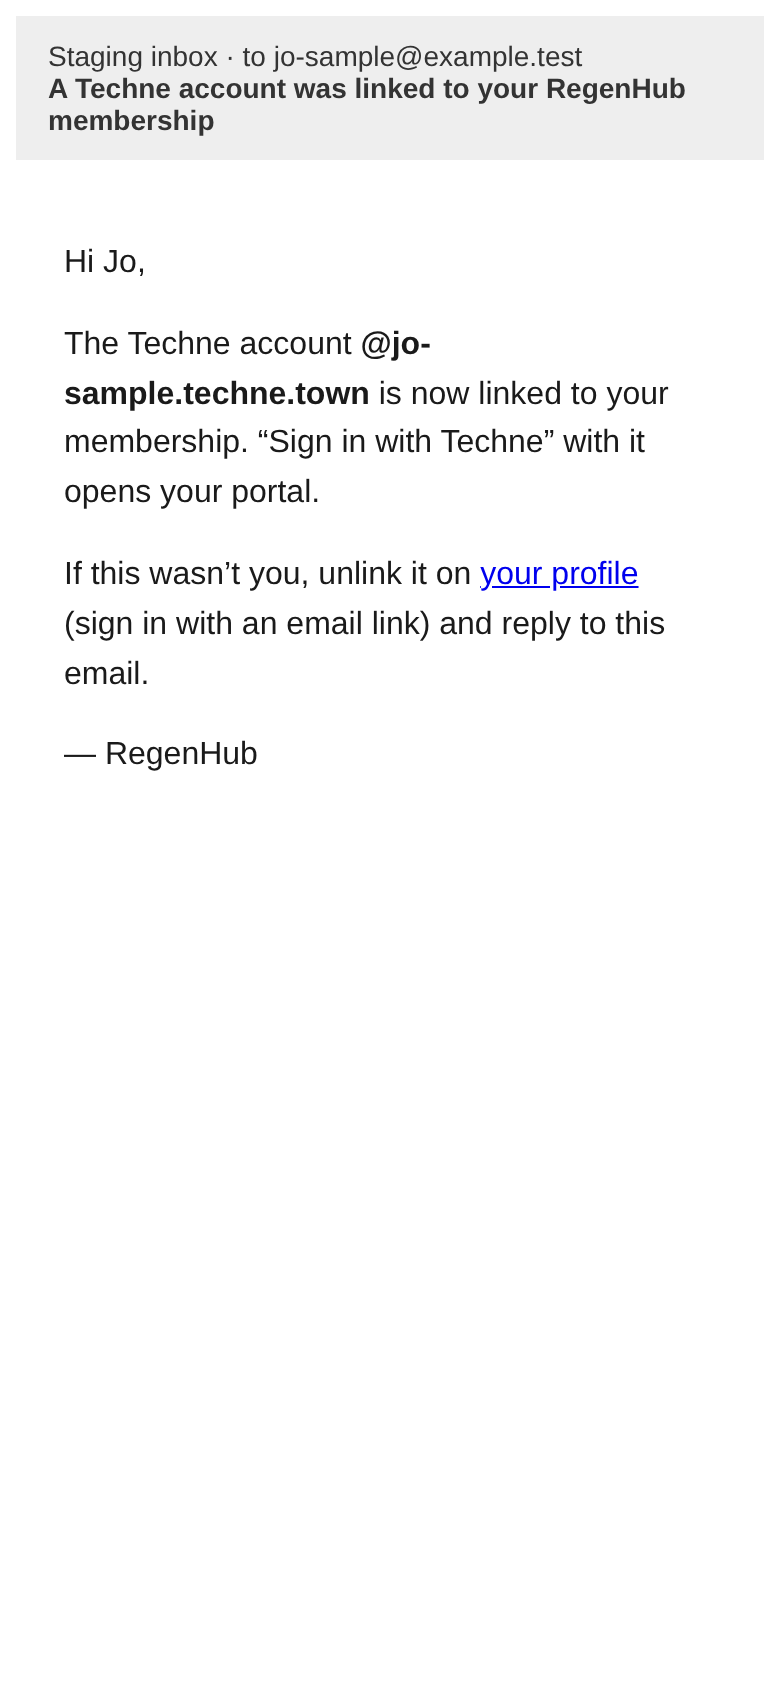 Staging inbox · to jo-sample@example.test
A Techne account was linked to your RegenHub
membership
Hi Jo,
The Techne account @jo-
sample.techne.town is now linked to your
membership. “Sign in with Techne” with it
opens your portal.
If this wasn’t you, unlink it on your profile
(sign in with an email link) and reply to this
email.
— RegenHub